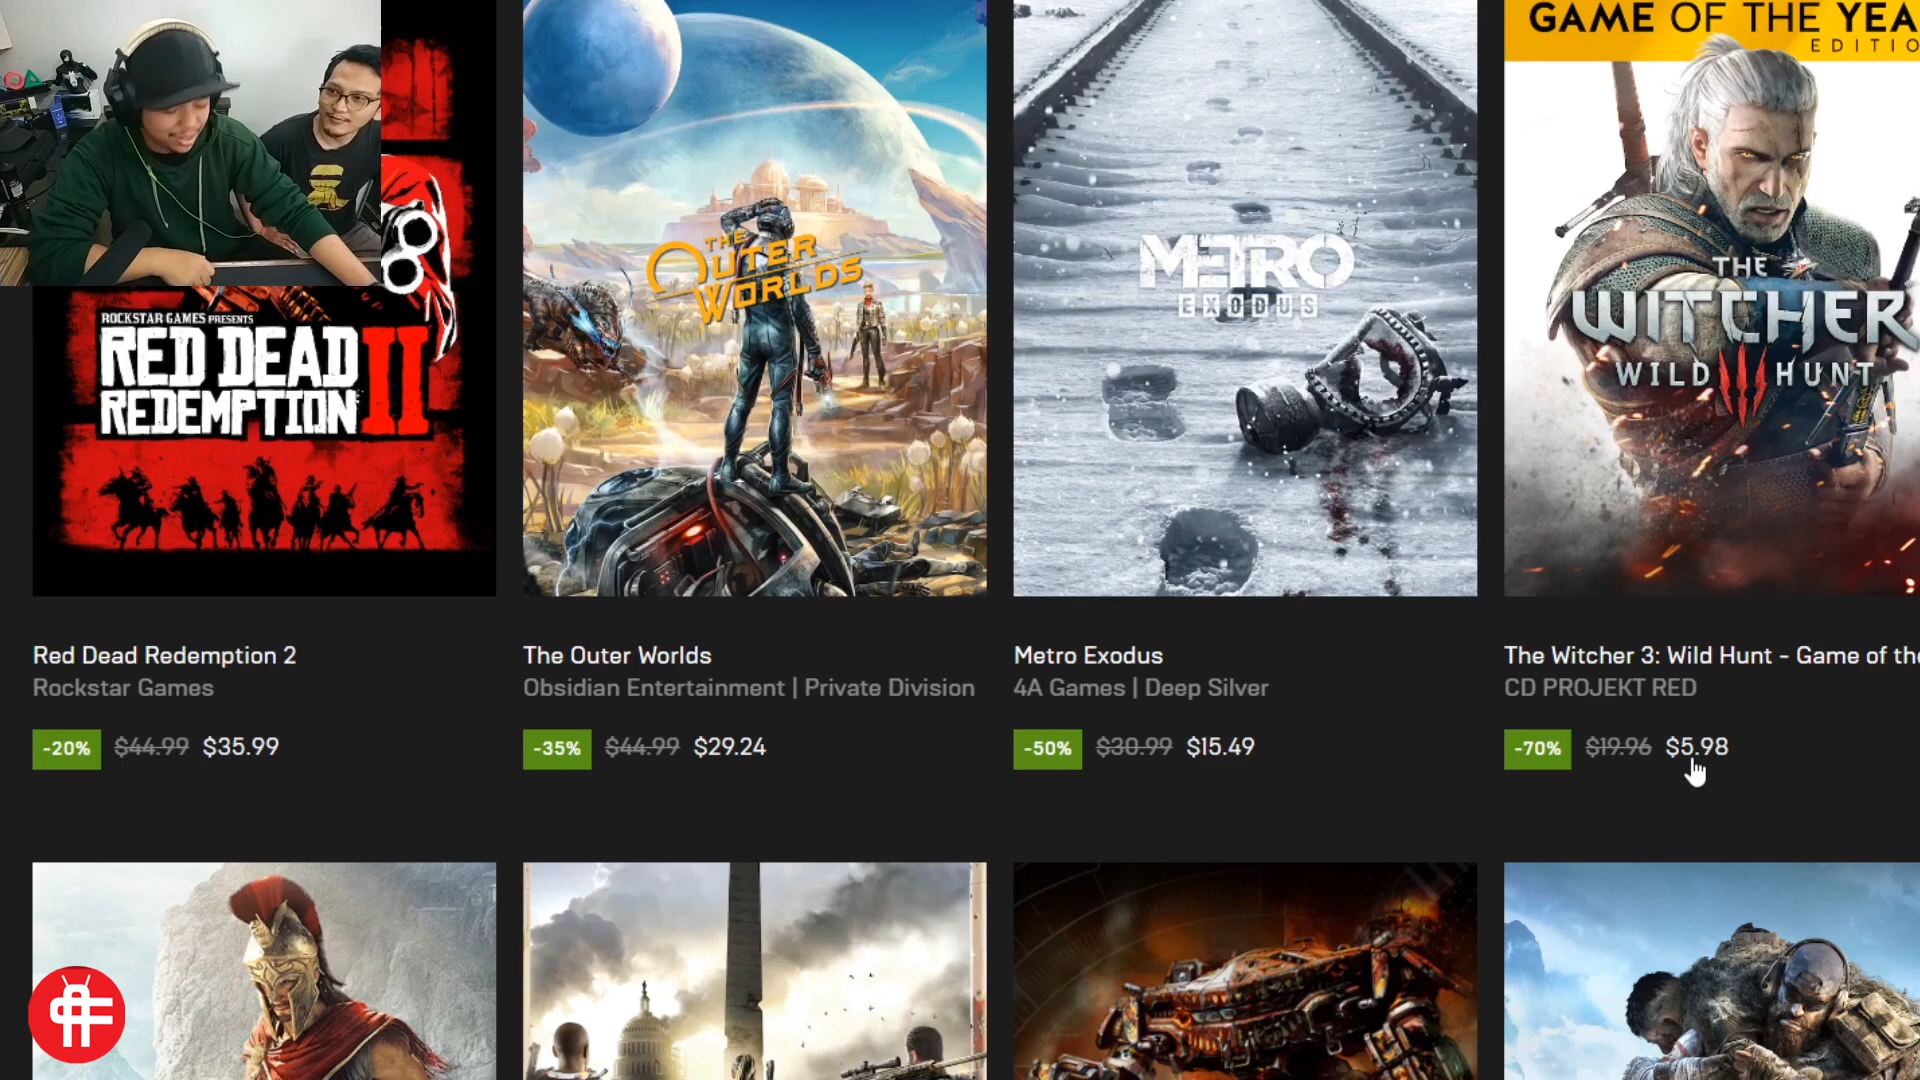 GAME OF THE YEA
EDITIO
ROCKSTAR GAMES PRESENTS
RED DEAD
REDEMPTION II
THE
OUTER
WORLDS
METRO
EXODUS
THE
WITCHER
WILD HUNT
Red Dead Redemption 2
Rockstar Games
-20% $44.99 $35.99
The Outer Worlds
Obsidian Entertainment | Private Division
-35% $44.99 $29.24
Metro Exodus
4A Games | Deep Silver
-50% $30.99 $15.49
The Witcher 3: Wild Hunt - Game of the
CD PROJEKT RED
-70% $19.96 $5.98